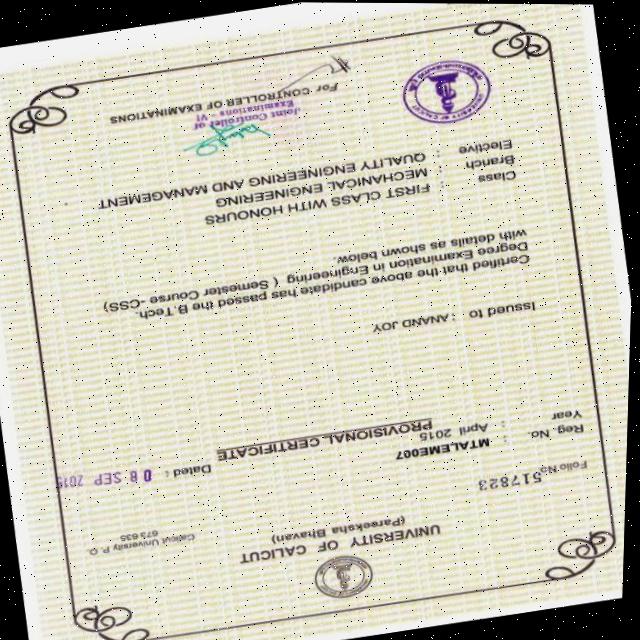 UNIVERSITY OF CALICUT
(Pareeksha Bhavan)
Calicut University P. O
673 635
Folio No. 517823
Reg. No. : MTALEME007
Year : April 2015
Dated : 08 SEP 2015
PROVISIONAL CERTIFICATE
Issued to : ANAND JOY
Certified that the above candidate has passed the B.Tech.
Degree Examination in Engineering ( Semester Course -CSS)
with details as shown below.
Class : FIRST CLASS WITH HONOURS
Branch : MECHANICAL ENGINEERING
Elective : QUALITY ENGINEERING AND MANAGEMENT
Joint Controller of
Examinations - VI
For CONTROLLER OF EXAMINATIONS